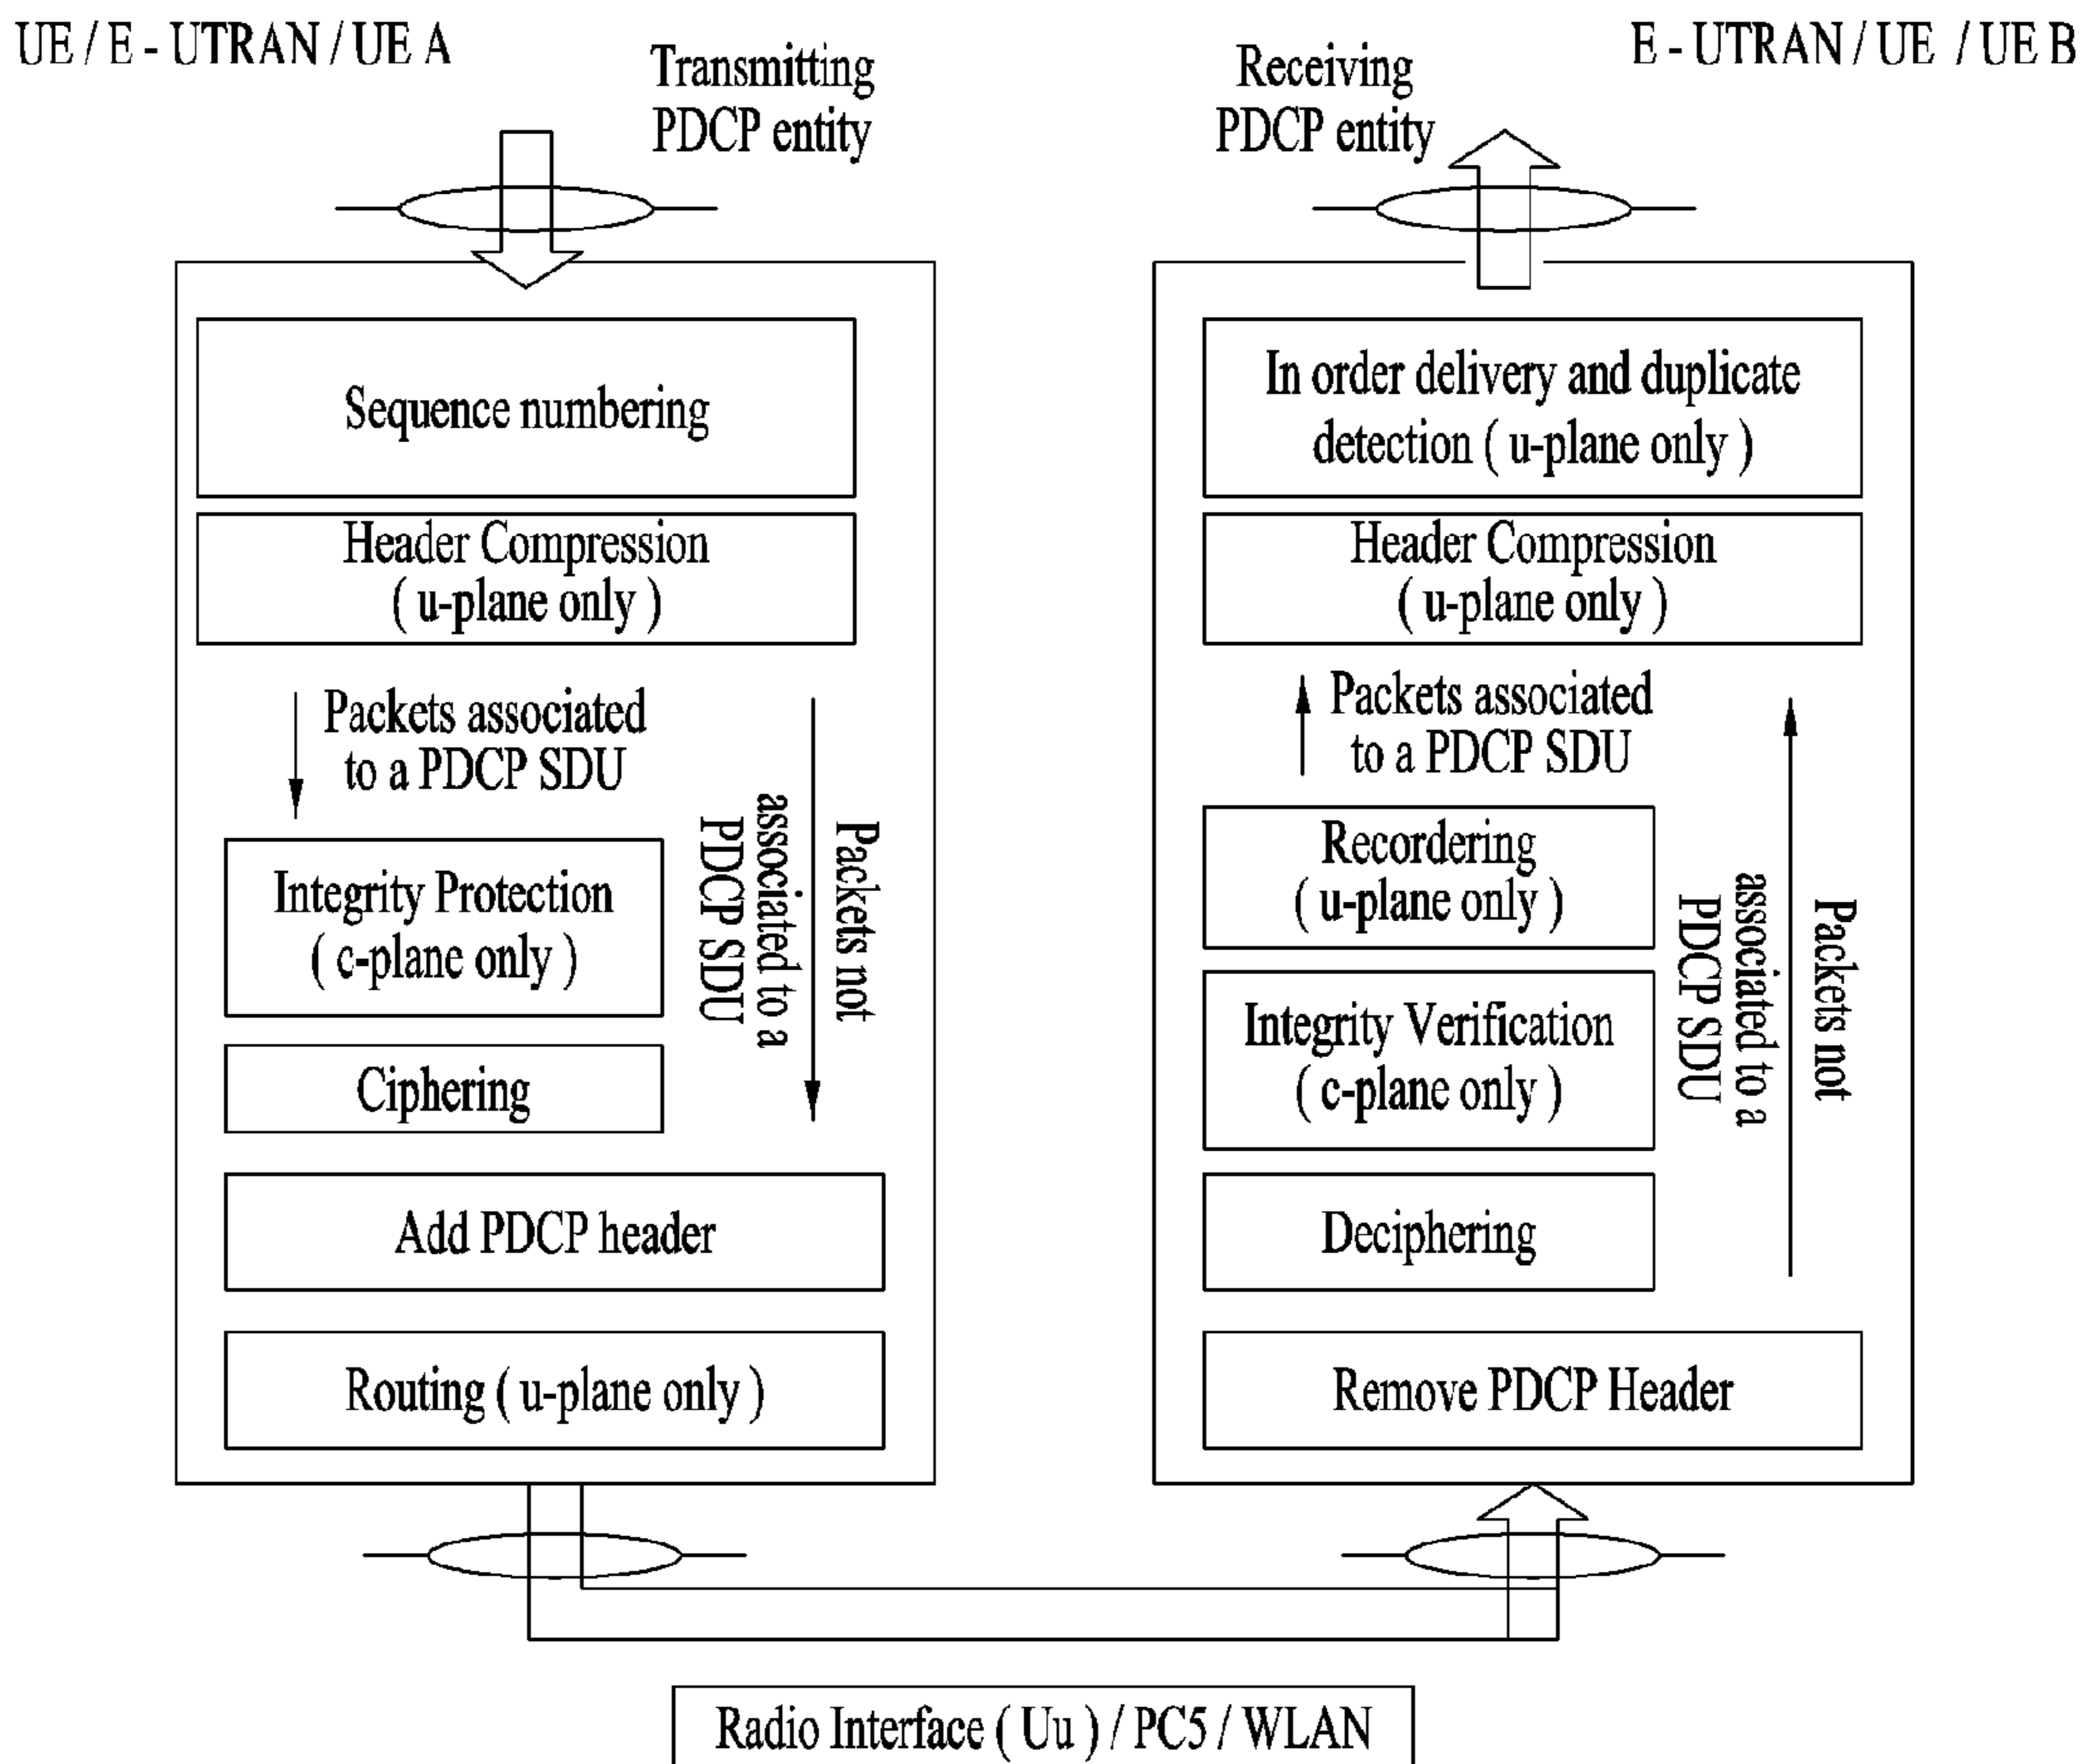 UE / E - UTRAN / UE A
Transmitting
PDCP entity
Receiving
PDCP entity
E - UTRAN / UE / UE B
Sequence numbering
Header Compression
( u-plane only )
Packets associated
to a PDCP SDU
Packets not
associated to a
PDCP SDU
Integrity Protection
( c-plane only )
Ciphering
Add PDCP header
Routing ( u-plane only )
In order delivery and duplicate
detection ( u-plane only )
Header Compression
( u-plane only )
Packets associated
to a PDCP SDU
Recordering
( u-plane only )
Packets not
associated to a
PDCP SDU
Integrity Verification
( c-plane only )
Deciphering
Remove PDCP Header
Radio Interface ( Uu ) / PC5 / WLAN